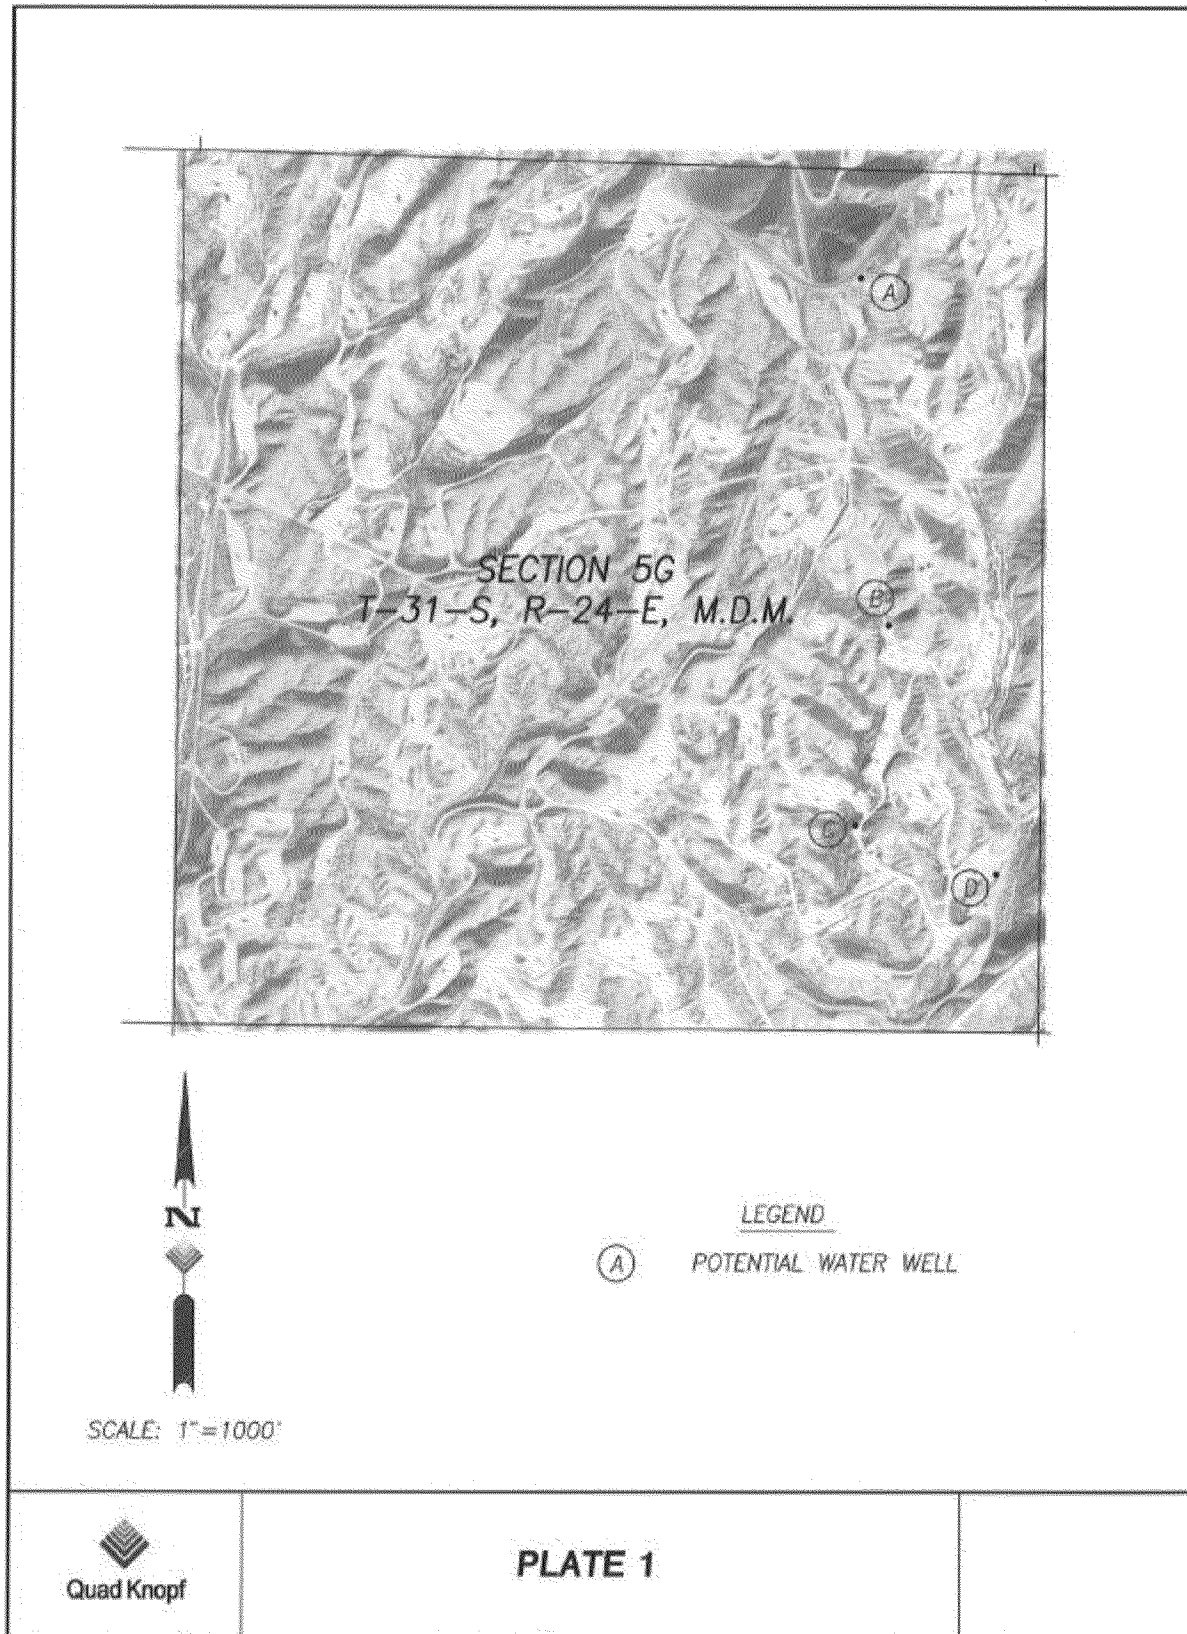 A
SECTION 5G
T-31-S, R-24-E, M.D.M.
B
C
D
N
LEGEND
A POTENTIAL WATER WELL
SCALE: 1"=1000'
Quad Knopf
PLATE 1